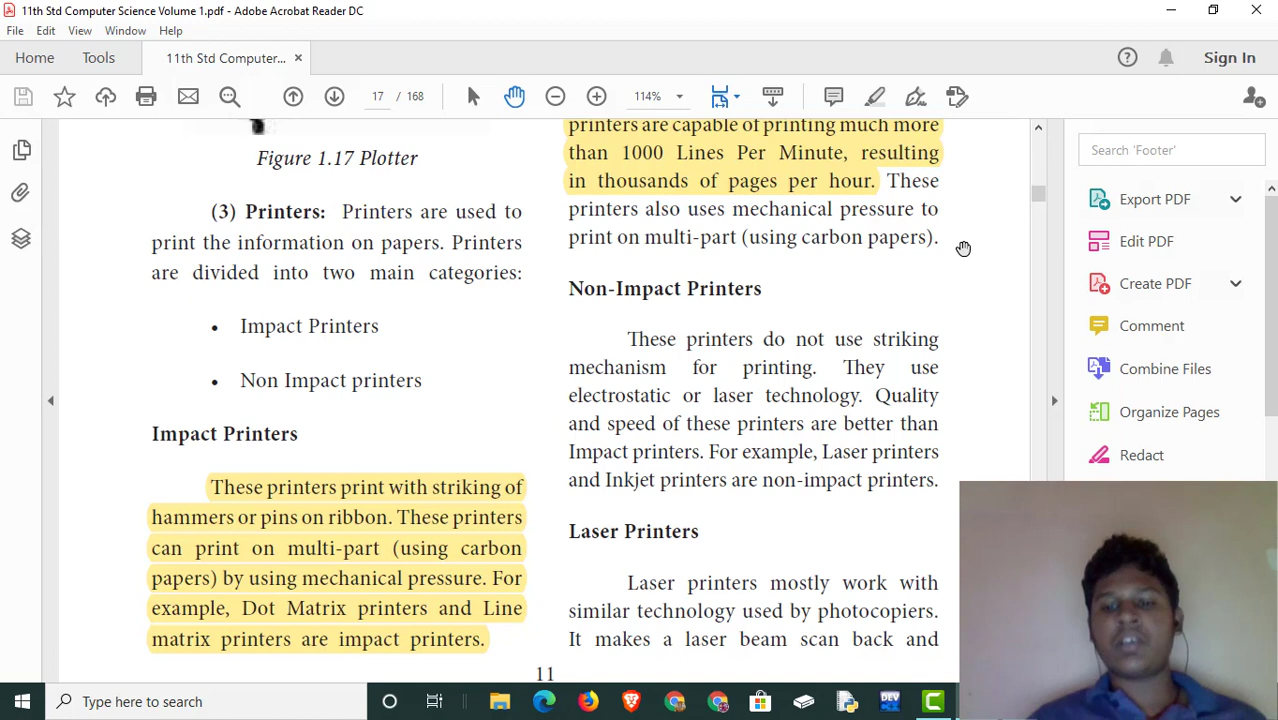 11th Std Computer Science Volume 1.pdf - Adobe Acrobat Reader DC
File Edit View Window Help
Home Tools 11th Std Computer... Sign In
17 / 168 114%
Figure 1.17 Plotter
(3) Printers: Printers are used to
print the information on papers. Printers
are divided into two main categories:
• Impact Printers
• Non Impact printers
Impact Printers
These printers print with striking of
hammers or pins on ribbon. These printers
can print on multi-part (using carbon
papers) by using mechanical pressure. For
example, Dot Matrix printers and Line
matrix printers are impact printers.
printers are capable of printing much more
than 1000 Lines Per Minute, resulting
in thousands of pages per hour. These
printers also uses mechanical pressure to
print on multi-part (using carbon papers).
Non-Impact Printers
These printers do not use striking
mechanism for printing. They use
electrostatic or laser technology. Quality
and speed of these printers are better than
Impact printers. For example, Laser printers
and Inkjet printers are non-impact printers.
Laser Printers
Laser printers mostly work with
similar technology used by photocopiers.
It makes a laser beam scan back and
11
Search 'Footer'
Export PDF
Edit PDF
Create PDF
Comment
Combine Files
Organize Pages
Redact
Type here to search
DEV